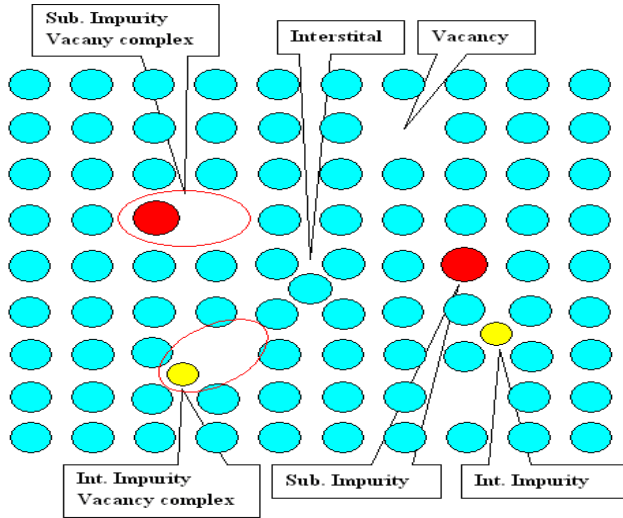 Sub. Impurity
Vacany complex
Interstital
Vacancy
Int. Impurity
Vacancy complex
Sub. Impurity
Int. Impurity